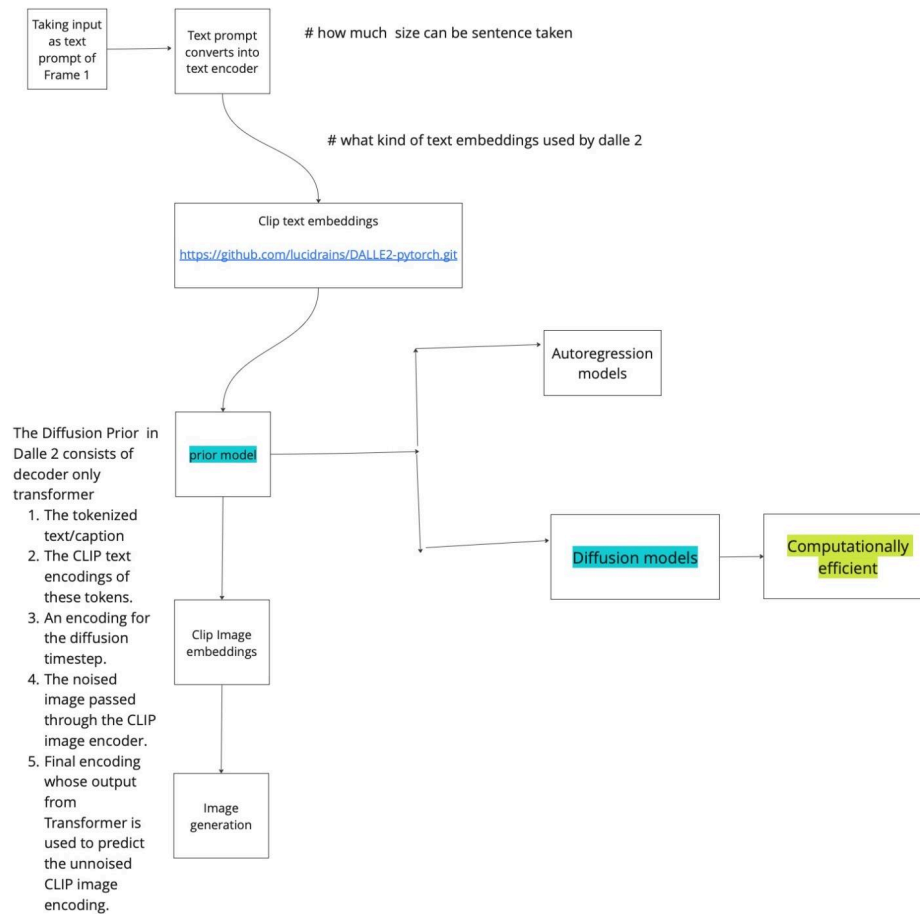 Taking input
as text
prompt of
Frame 1
Text prompt
converts into
text encoder
# how much  size can be sentence taken
# what kind of text embeddings used by dalle 2
Clip text embeddings
https://github.com/lucidrains/DALLE2-pytorch.git
Autoregression
models
prior model
The Diffusion Prior  in
Dalle 2 consists of
decoder only
transformer
1. The tokenized
text/caption
2. The CLIP text
encodings of
these tokens.
3. An encoding for
the diffusion
timestep.
4. The noised
image passed
through the CLIP
image encoder.
5. Final encoding
whose output
from
Transformer is
used to predict
the unnoised
CLIP image
encoding.
Diffusion models
Computationally
efficient
Clip Image
embeddings
Image
generation